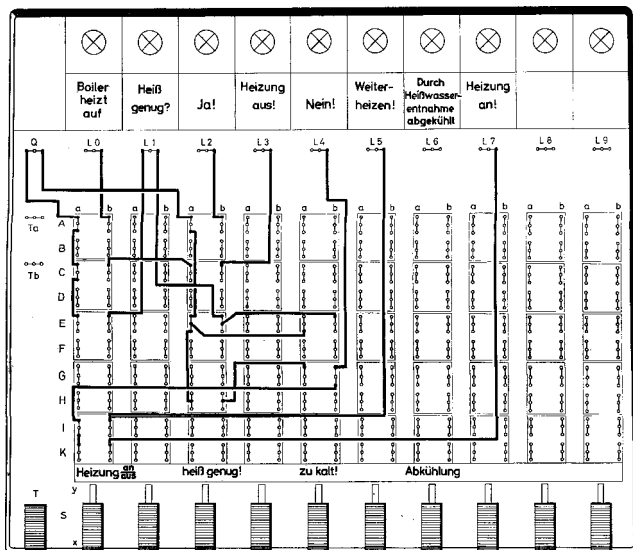 Boiler heizt auf
Heiß genug?
Ja!
Heizung aus!
Nein!
Weiter- heizen!
Durch Heißwasser- entnahme abgekühlt
Heizung an!
Q L0 L1 L2 L3 L4 L5 L6 L7 L8 L9
a b a b a b a b a b a b a b a b a b
Ta A
B
Tb C
D
E
F
G
H
I
K
Heizung an/aus heiß genug! zu kalt! Abkühlung
T y
S
x